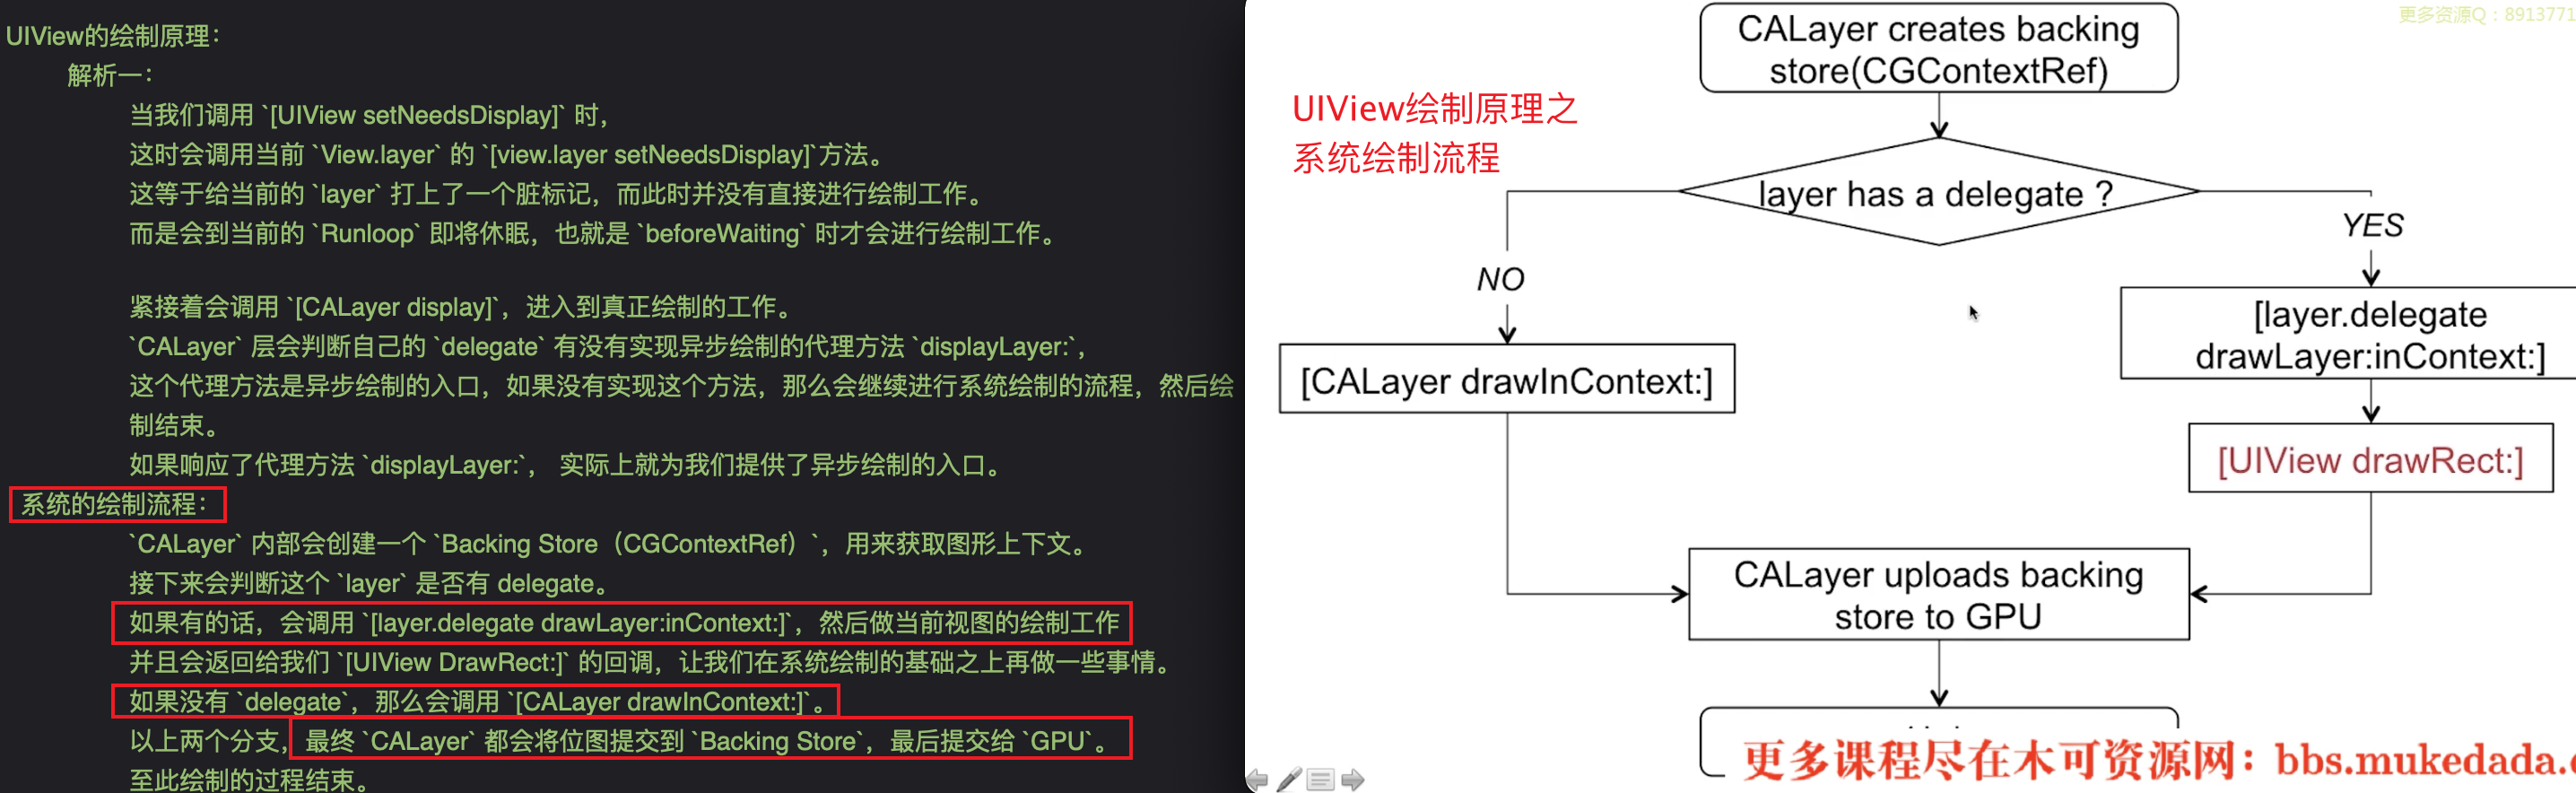 UIView的绘制原理：
解析一：
当我们调用 `[UIView setNeedsDisplay]` 时，
这时会调用当前 `View.layer` 的 `[view.layer setNeedsDisplay]`方法。
这等于给当前的 `layer` 打上了一个脏标记，而此时并没有直接进行绘制工作。
而是会到当前的 `Runloop` 即将休眠，也就是 `beforeWaiting` 时才会进行绘制工作。
紧接着会调用 `[CALayer display]`，进入到真正绘制的工作。
`CALayer` 层会判断自己的 `delegate` 有没有实现异步绘制的代理方法 `displayLayer:`，
这个代理方法是异步绘制的入口，如果没有实现这个方法，那么会继续进行系统绘制的流程，然后绘
制结束。
如果响应了代理方法 `displayLayer:`， 实际上就为我们提供了异步绘制的入口。
系统的绘制流程：
`CALayer` 内部会创建一个 `Backing Store（CGContextRef）`，用来获取图形上下文。
接下来会判断这个 `layer` 是否有 delegate。
如果有的话，会调用 `[layer.delegate drawLayer:inContext:]`，然后做当前视图的绘制工作
并且会返回给我们 `[UIView DrawRect:]` 的回调，让我们在系统绘制的基础之上再做一些事情。
如果没有 `delegate`，那么会调用 `[CALayer drawInContext:]`。
以上两个分支，最终 `CALayer` 都会将位图提交到 `Backing Store`，最后提交给 `GPU`。
至此绘制的过程结束。
更多资源Q：8913771
UIView绘制原理之
系统绘制流程
CALayer creates backing
store(CGContextRef)
layer has a delegate ?
YES
NO
[layer.delegate
drawLayer:inContext:]
[CALayer drawInContext:]
[UIView drawRect:]
CALayer uploads backing
store to GPU
更多课程尽在木可资源网：bbs.mukedada.